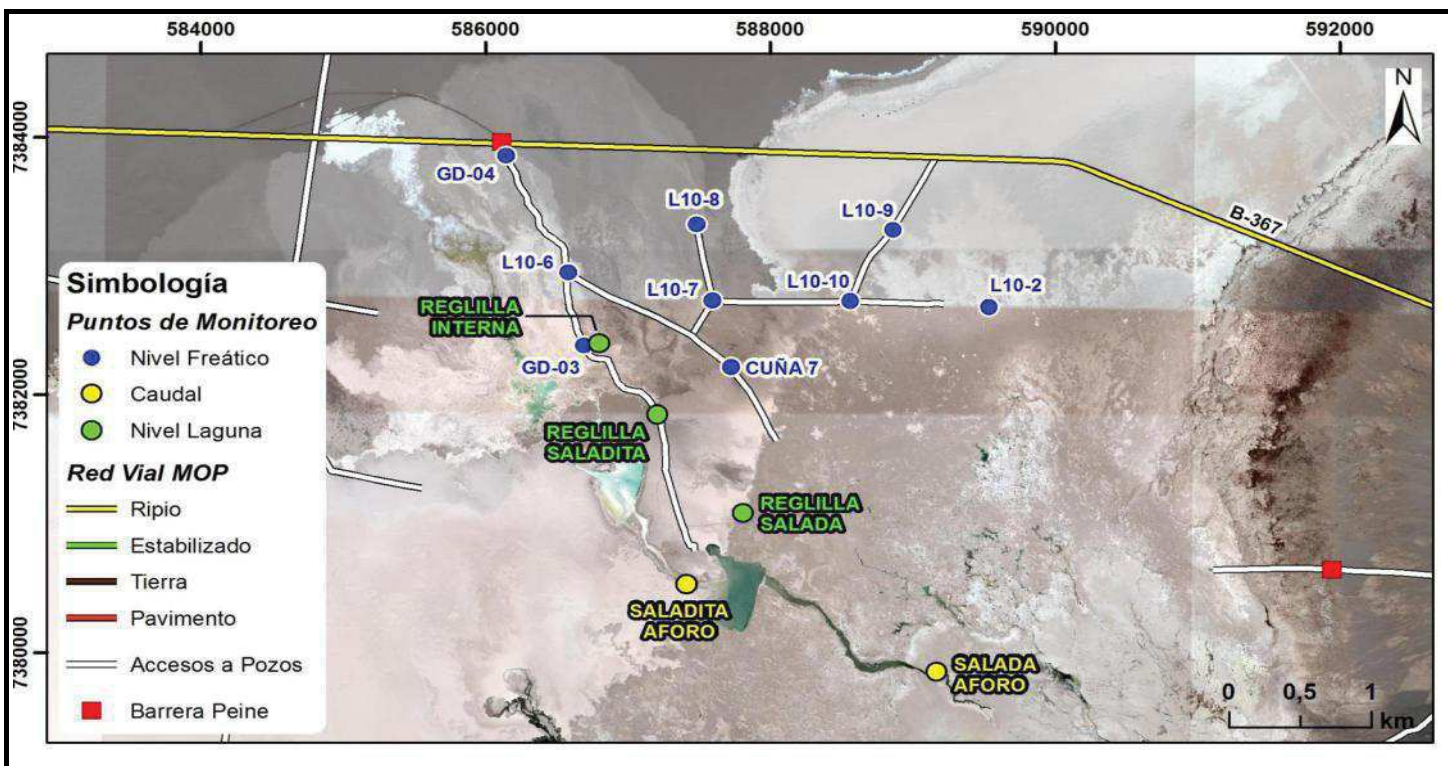 584000
586000
588000
590000
592000
N
7384000
GD-04
L10-8
L10-9
B-367
L10-6
L10-7
L10-10
L10-2
REGLILLA
INTERNA
GD-03
CUÑA 7
7382000
REGLILLA
SALADITA
REGLILLA
SALADA
SALADITA
AFORO
7380000
SALADA
AFORO
0 0,5 1
km
Simbología
Puntos de Monitoreo
Nivel Freático
Caudal
Nivel Laguna
Red Vial MOP
Ripio
Estabilizado
Tierra
Pavimento
Accesos a Pozos
Barrera Peine